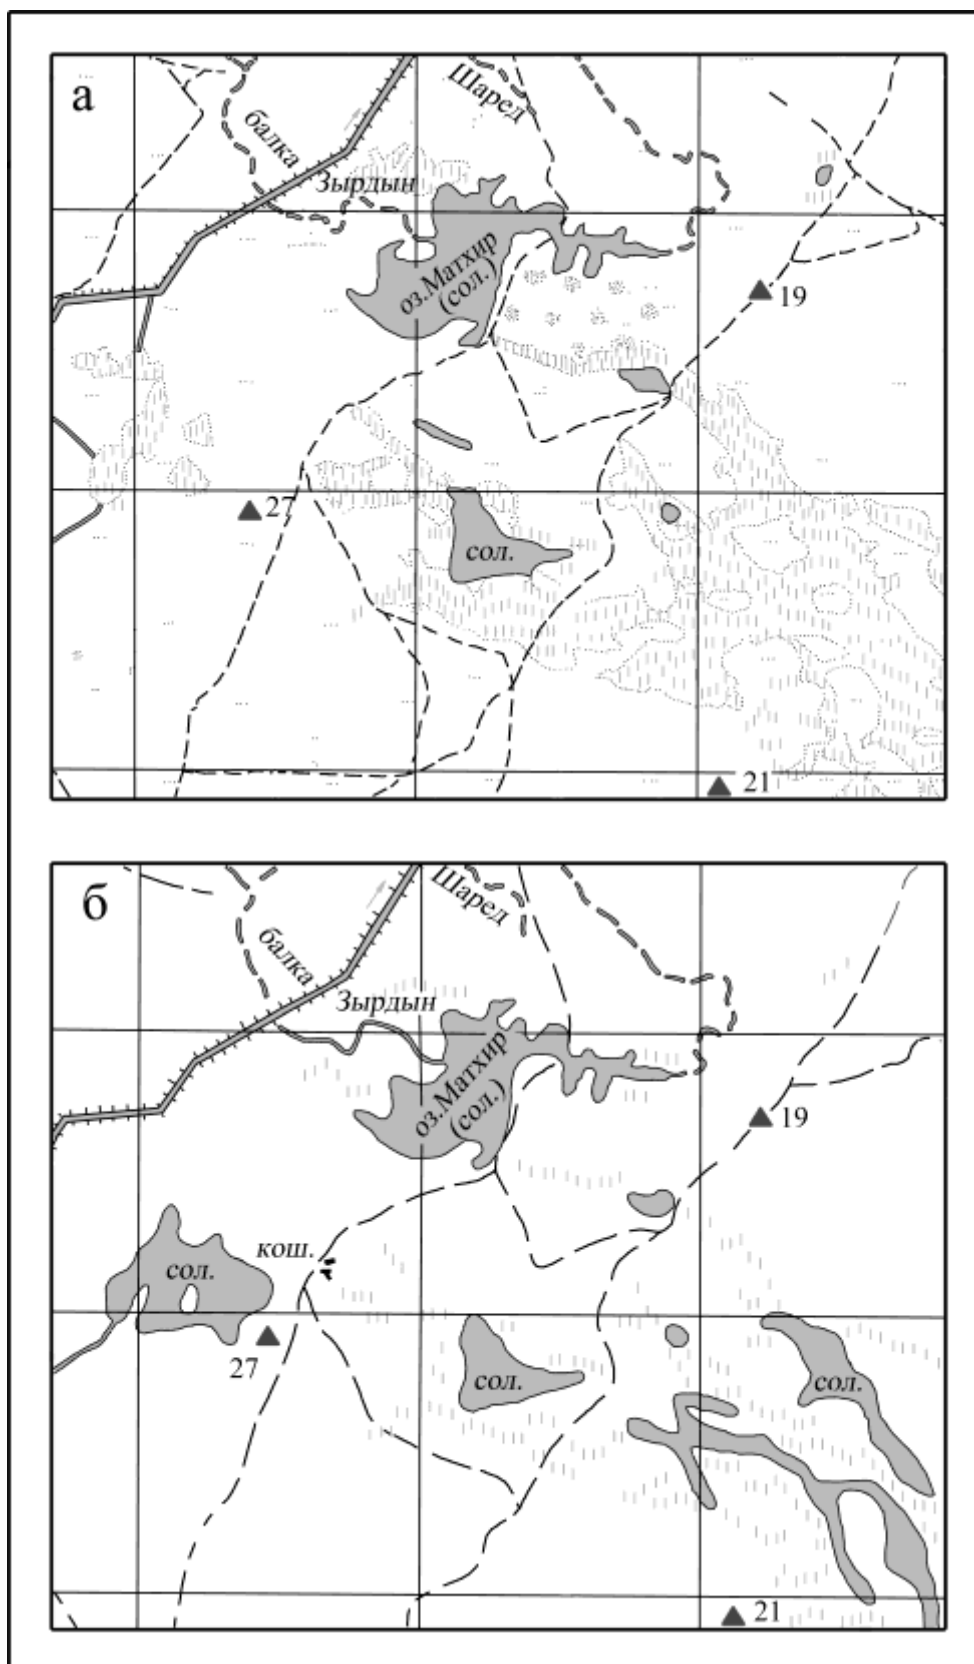 а
Шаред
балка
Зырдын
оз.Матхир
(сол.)
19
27
сол.
21
б
Шаред
балка
Зырдын
оз.Матхир
(сол.)
19
кош.
сол.
27
сол.
сол.
21